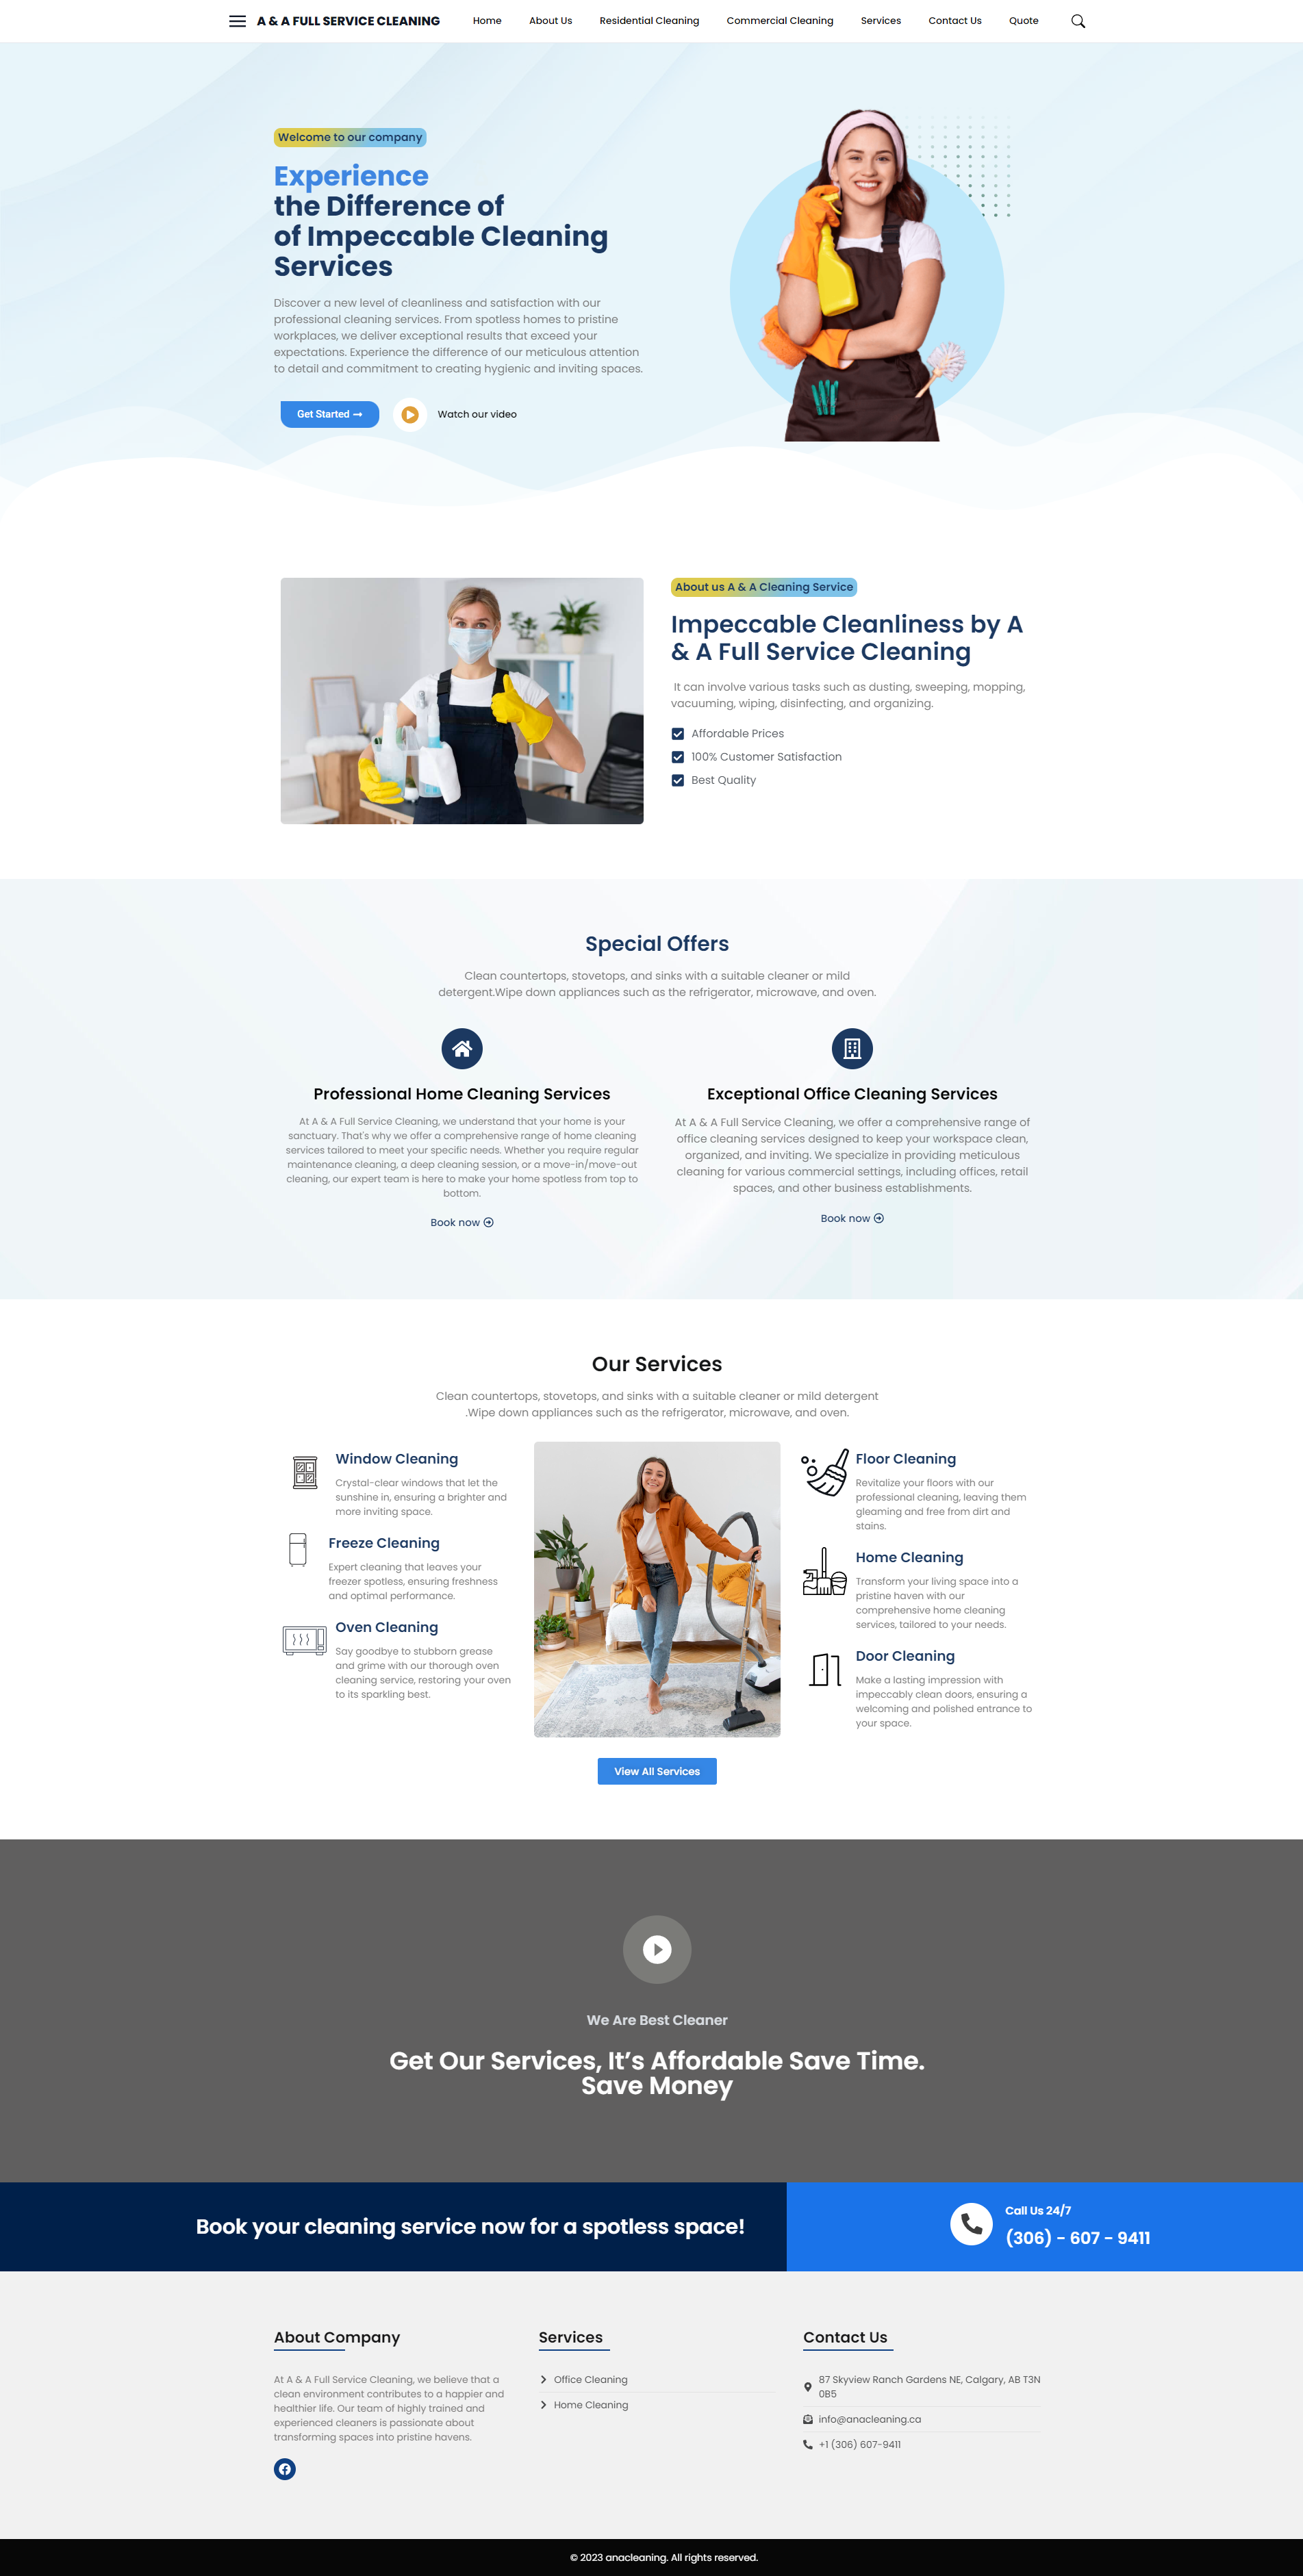 A & A FULL SERVICE CLEANING
Home
About Us
Residential Cleaning
Commercial Cleaning
Services
Contact Us
Quote
Welcome to our company
Experience
the Difference of
of Impeccable Cleaning
Services
Discover a new level of cleanliness and satisfaction with our
professional cleaning services. From spotless homes to pristine
workplaces, we deliver exceptional results that exceed your
expectations. Experience the difference of our meticulous attention
to detail and commitment to creating hygienic and inviting spaces.
Get Started
Watch our video
About us A & A Cleaning Service
Impeccable Cleanliness by A
& A Full Service Cleaning
It can involve various tasks such as dusting, sweeping, mopping,
vacuuming, wiping, disinfecting, and organizing.
Affordable Prices
100% Customer Satisfaction
Best Quality
Special Offers
Clean countertops, stovetops, and sinks with a suitable cleaner or mild
detergent.Wipe down appliances such as the refrigerator, microwave, and oven.
Professional Home Cleaning Services
At A & A Full Service Cleaning, we understand that your home is your
sanctuary. That's why we offer a comprehensive range of home cleaning
services tailored to meet your specific needs. Whether you require regular
maintenance cleaning, a deep cleaning session, or a move-in/move-out
cleaning, our expert team is here to make your home spotless from top to
bottom.
Book now
Exceptional Office Cleaning Services
At A & A Full Service Cleaning, we offer a comprehensive range of
office cleaning services designed to keep your workspace clean,
organized, and inviting. We specialize in providing meticulous
cleaning for various commercial settings, including offices, retail
spaces, and other business establishments.
Book now
Our Services
Clean countertops, stovetops, and sinks with a suitable cleaner or mild detergent
.Wipe down appliances such as the refrigerator, microwave, and oven.
Window Cleaning
Crystal-clear windows that let the
sunshine in, ensuring a brighter and
more inviting space.
Freeze Cleaning
Expert cleaning that leaves your
freezer spotless, ensuring freshness
and optimal performance.
Oven Cleaning
Say goodbye to stubborn grease
and grime with our thorough oven
cleaning service, restoring your oven
to its sparkling best.
Floor Cleaning
Revitalize your floors with our
professional cleaning, leaving them
gleaming and free from dirt and
stains.
Home Cleaning
Transform your living space into a
pristine haven with our
comprehensive home cleaning
services, tailored to your needs.
Door Cleaning
Make a lasting impression with
impeccably clean doors, ensuring a
welcoming and polished entrance to
your space.
View All Services
We Are Best Cleaner
Get Our Services, It’s Affordable Save Time.
Save Money
Book your cleaning service now for a spotless space!
Call Us 24/7
(306) - 607 - 9411
About Company
At A & A Full Service Cleaning, we believe that a
clean environment contributes to a happier and
healthier life. Our team of highly trained and
experienced cleaners is passionate about
transforming spaces into pristine havens.
Services
Office Cleaning
Home Cleaning
Contact Us
87 Skyview Ranch Gardens NE, Calgary, AB T3N
0B5
info@anacleaning.ca
+1 (306) 607-9411
© 2023 anacleaning. All rights reserved.